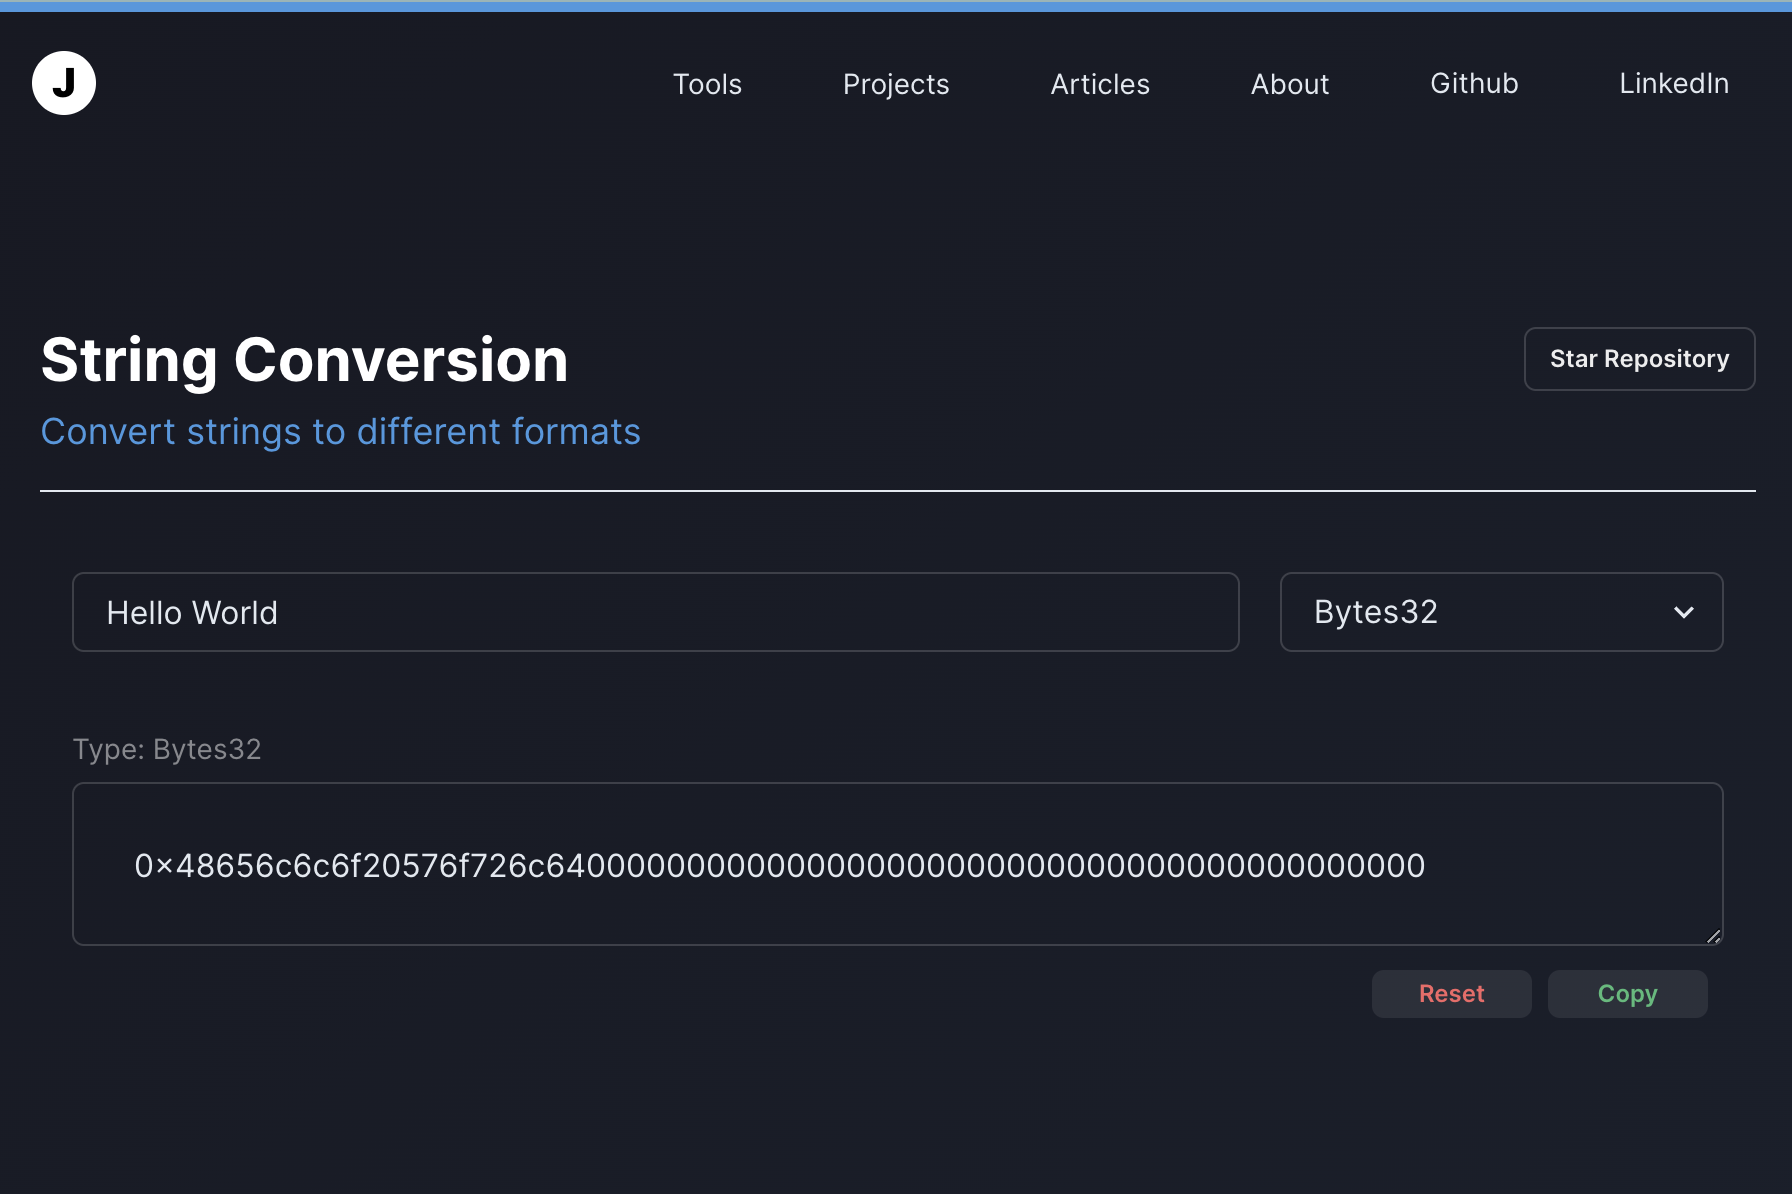 J
Tools Projects Articles About Github LinkedIn
String Conversion
Star Repository
Convert strings to different formats
Hello World
Bytes32
Type: Bytes32
0x48656c6c6f20576f726c64000000000000000000000000000000000000000000
Reset Copy